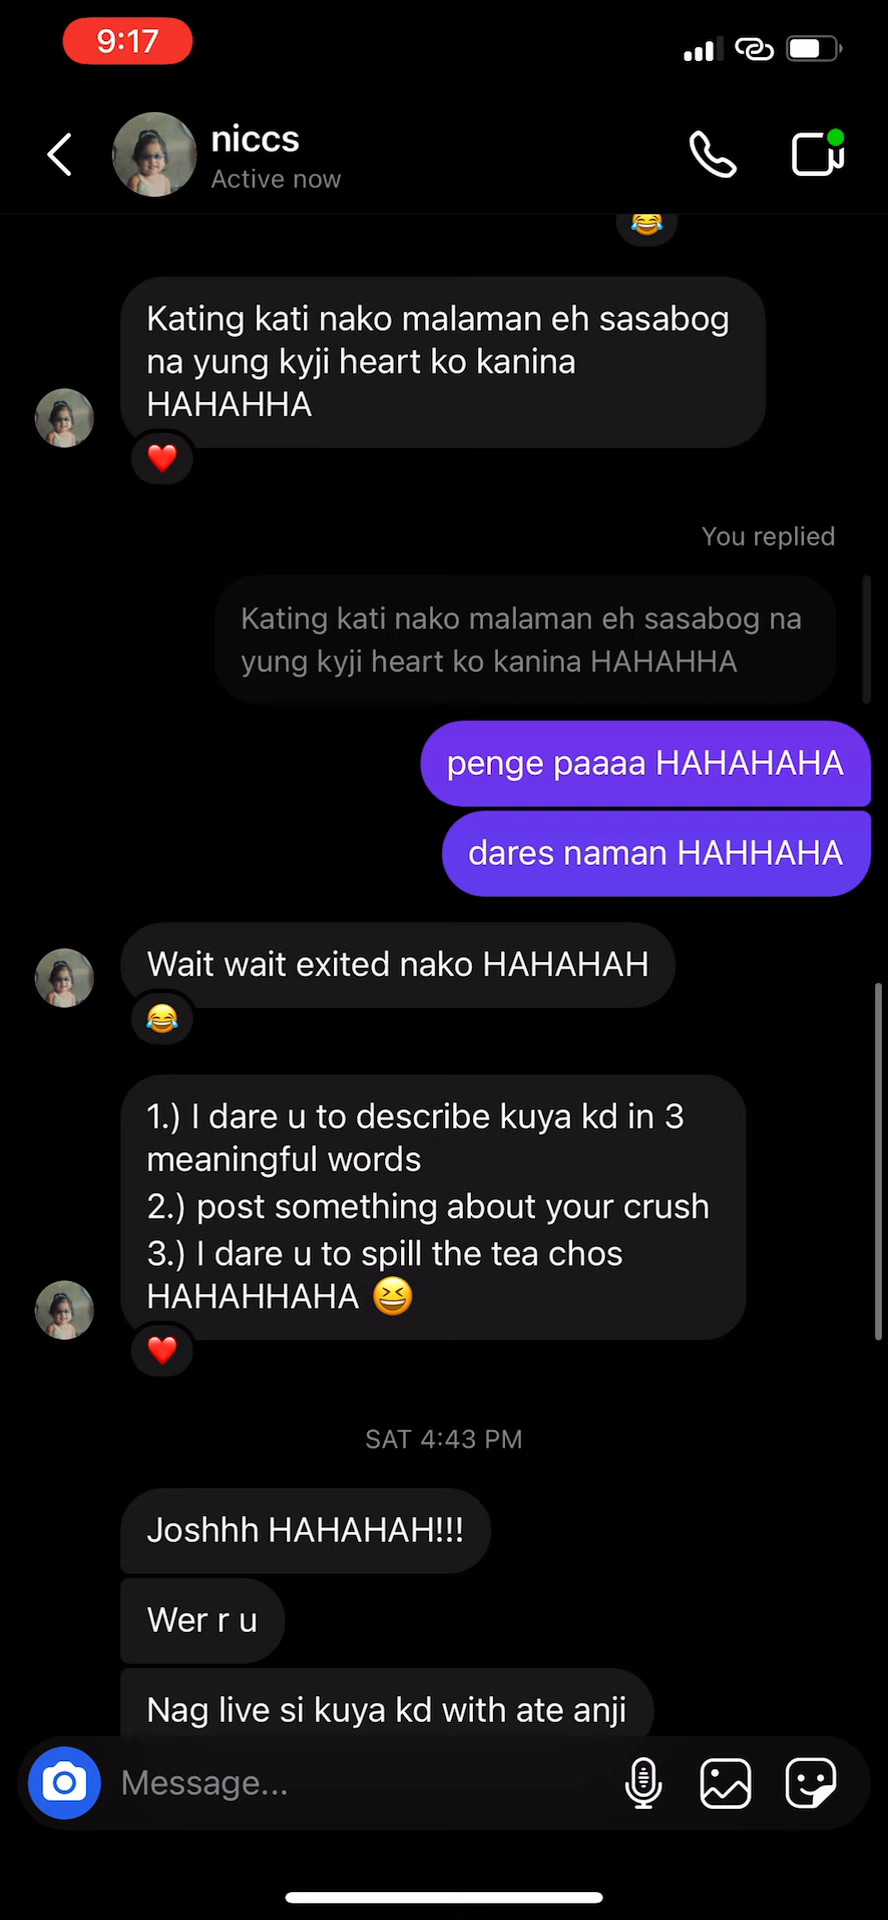 9:17
niccs
Active now
Kating kati nako malaman eh sasabog
na yung kyji heart ko kanina
HAHAHHA
You replied
Kating kati nako malaman eh sasabog na
yung kyji heart ko kanina HAHAHHA
penge paaaa HAHAHAHA
dares naman HAHHAHA
Wait wait exited nako HAHAHAH
1.) I dare u to describe kuya kd in 3
meaningful words
2.) post something about your crush
3.) I dare u to spill the tea chos
HAHAHHAHA 😆
SAT 4:43 PM
Joshhh HAHAHAH!!!
Wer r u
Nag live si kuya kd with ate anji
Message...